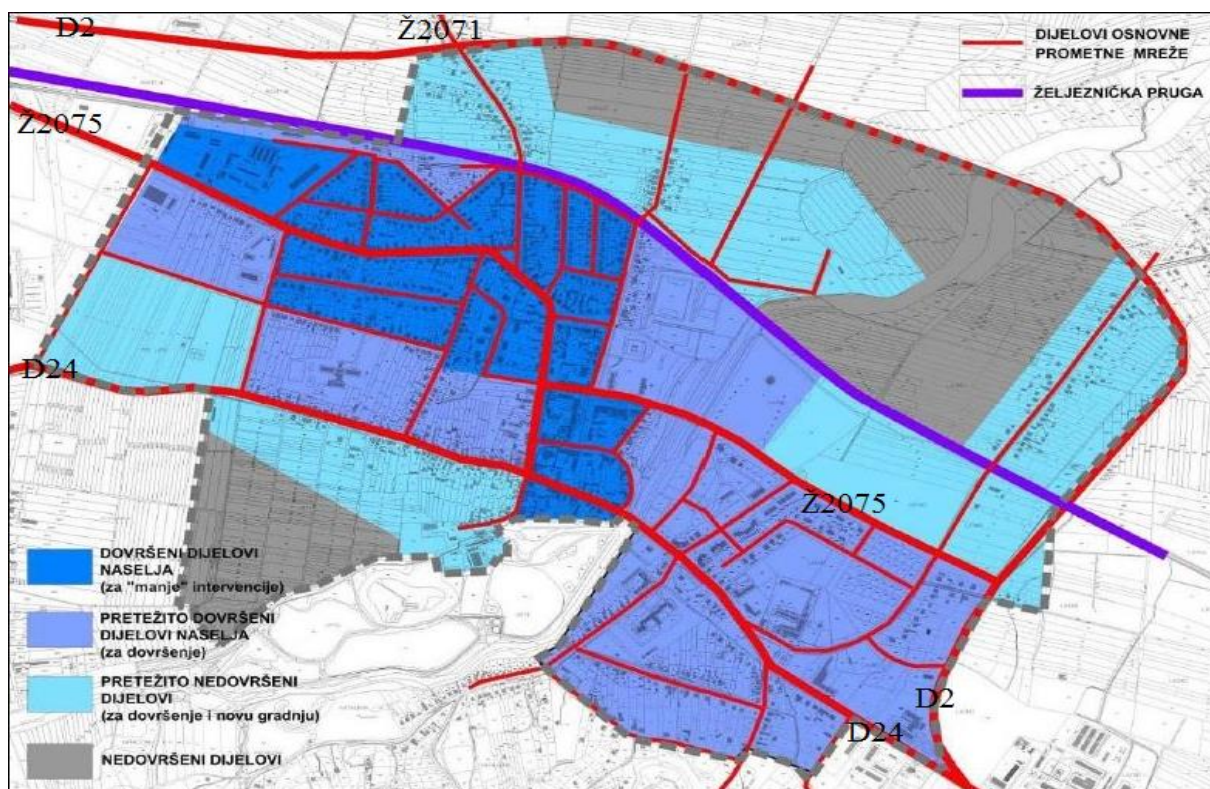 D2
Ž2071
DIJELOVI OSNOVNE
PROMETNE MREŽE
ŽELJEZNIČKA PRUGA
Ž2075
D24
Ž2075
DOVRŠENI DIJELOVI
NASELJA
(za "manje" intervencije)
PRETEŽITO DOVRŠENI
DIJELOVI NASELJA
(za dovršenje)
PRETEŽITO NEDOVRŠENI
DIJELOVI
(za dovršenje i novu gradnju)
NEDOVRŠENI DIJELOVI
D2
D24